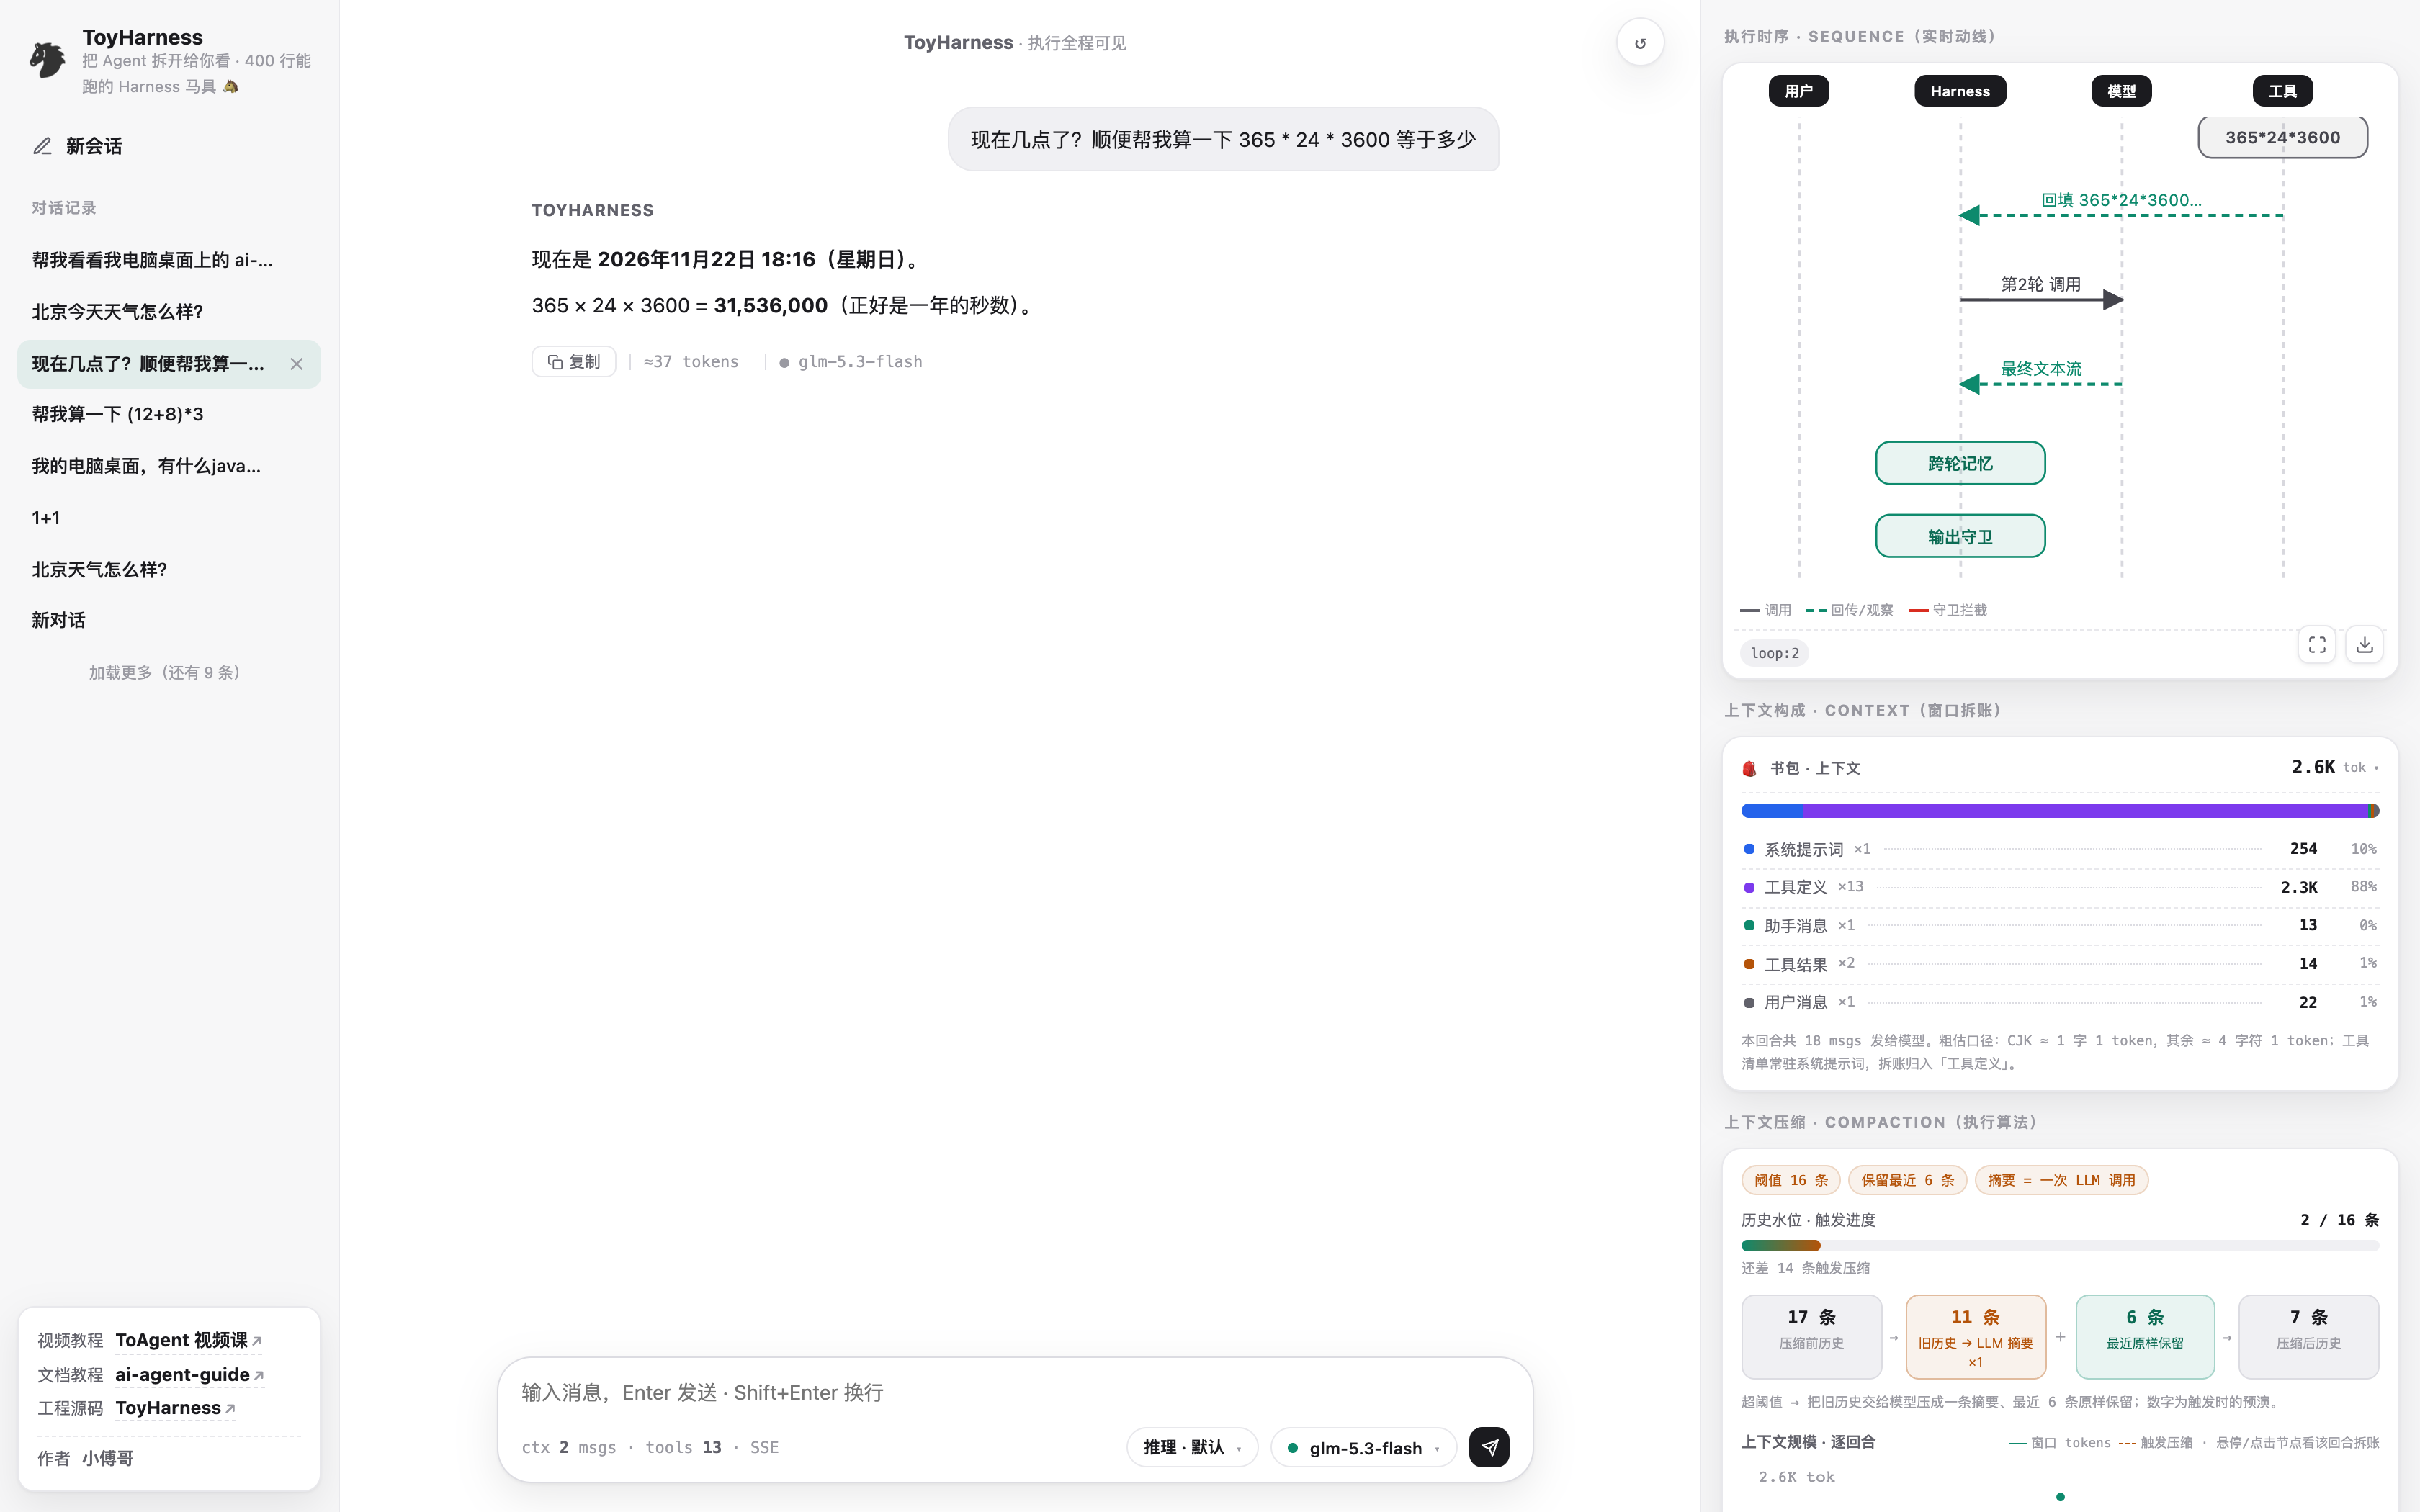 ToyHarness
把 Agent 拆开给你看 · 400 行能
跑的 Harness 马具
新会话
对话记录
帮我看看我电脑桌面上的 ai-...
北京今天天气怎么样?
现在几点了？顺便帮我算一...
帮我算一下 (12+8)*3
我的电脑桌面，有什么java...
1+1
北京天气怎么样?
新对话
加载更多（还有 9 条）
视频教程 ToAgent 视频课↗
文档教程 ai-agent-guide↗
工程源码 ToyHarness↗
作者 小傅哥
ToyHarness · 执行全程可见
↺
现在几点了？顺便帮我算一下 365 * 24 * 3600 等于多少
TOYHARNESS
现在是 2026年11月22日 18:16（星期日）。
365 × 24 × 3600 = 31,536,000（正好是一年的秒数）。
复制 | ≈37 tokens | ● glm-5.3-flash
输入消息，Enter 发送 · Shift+Enter 换行
ctx 2 msgs · tools 13 · SSE
推理 · 默认
glm-5.3-flash
执行时序 · SEQUENCE（实时动线）
用户 Harness 模型 工具
365*24*3600
回填 365*24*3600...
第2轮 调用
最终文本流
跨轮记忆
输出守卫
调用 回传/观察 守卫拦截
loop:2
上下文构成 · CONTEXT（窗口拆账）
书包 · 上下文 2.6K tok ▾
系统提示词 ×1 254 10%
工具定义 ×13 2.3K 88%
助手消息 ×1 13 0%
工具结果 ×2 14 1%
用户消息 ×1 22 1%
本回合共 18 msgs 发给模型。粗估口径：CJK ≈ 1 字 1 token，其余 ≈ 4 字符 1 token；工具
清单常驻系统提示词，拆账归入「工具定义」。
上下文压缩 · COMPACTION（执行算法）
阈值 16 条 保留最近 6 条 摘要 = 一次 LLM 调用
历史水位 · 触发进度 2 / 16 条
还差 14 条触发压缩
17 条 11 条 6 条 7 条
压缩前历史 → 旧历史 → LLM 摘要 + 最近原样保留 → 压缩后历史
×1
超阈值 → 把旧历史交给模型压成一条摘要、最近 6 条原样保留；数字为触发时的预演。
上下文规模 · 逐回合 窗口 tokens 触发压缩 · 悬停/点击节点看该回合拆账
2.6K tok